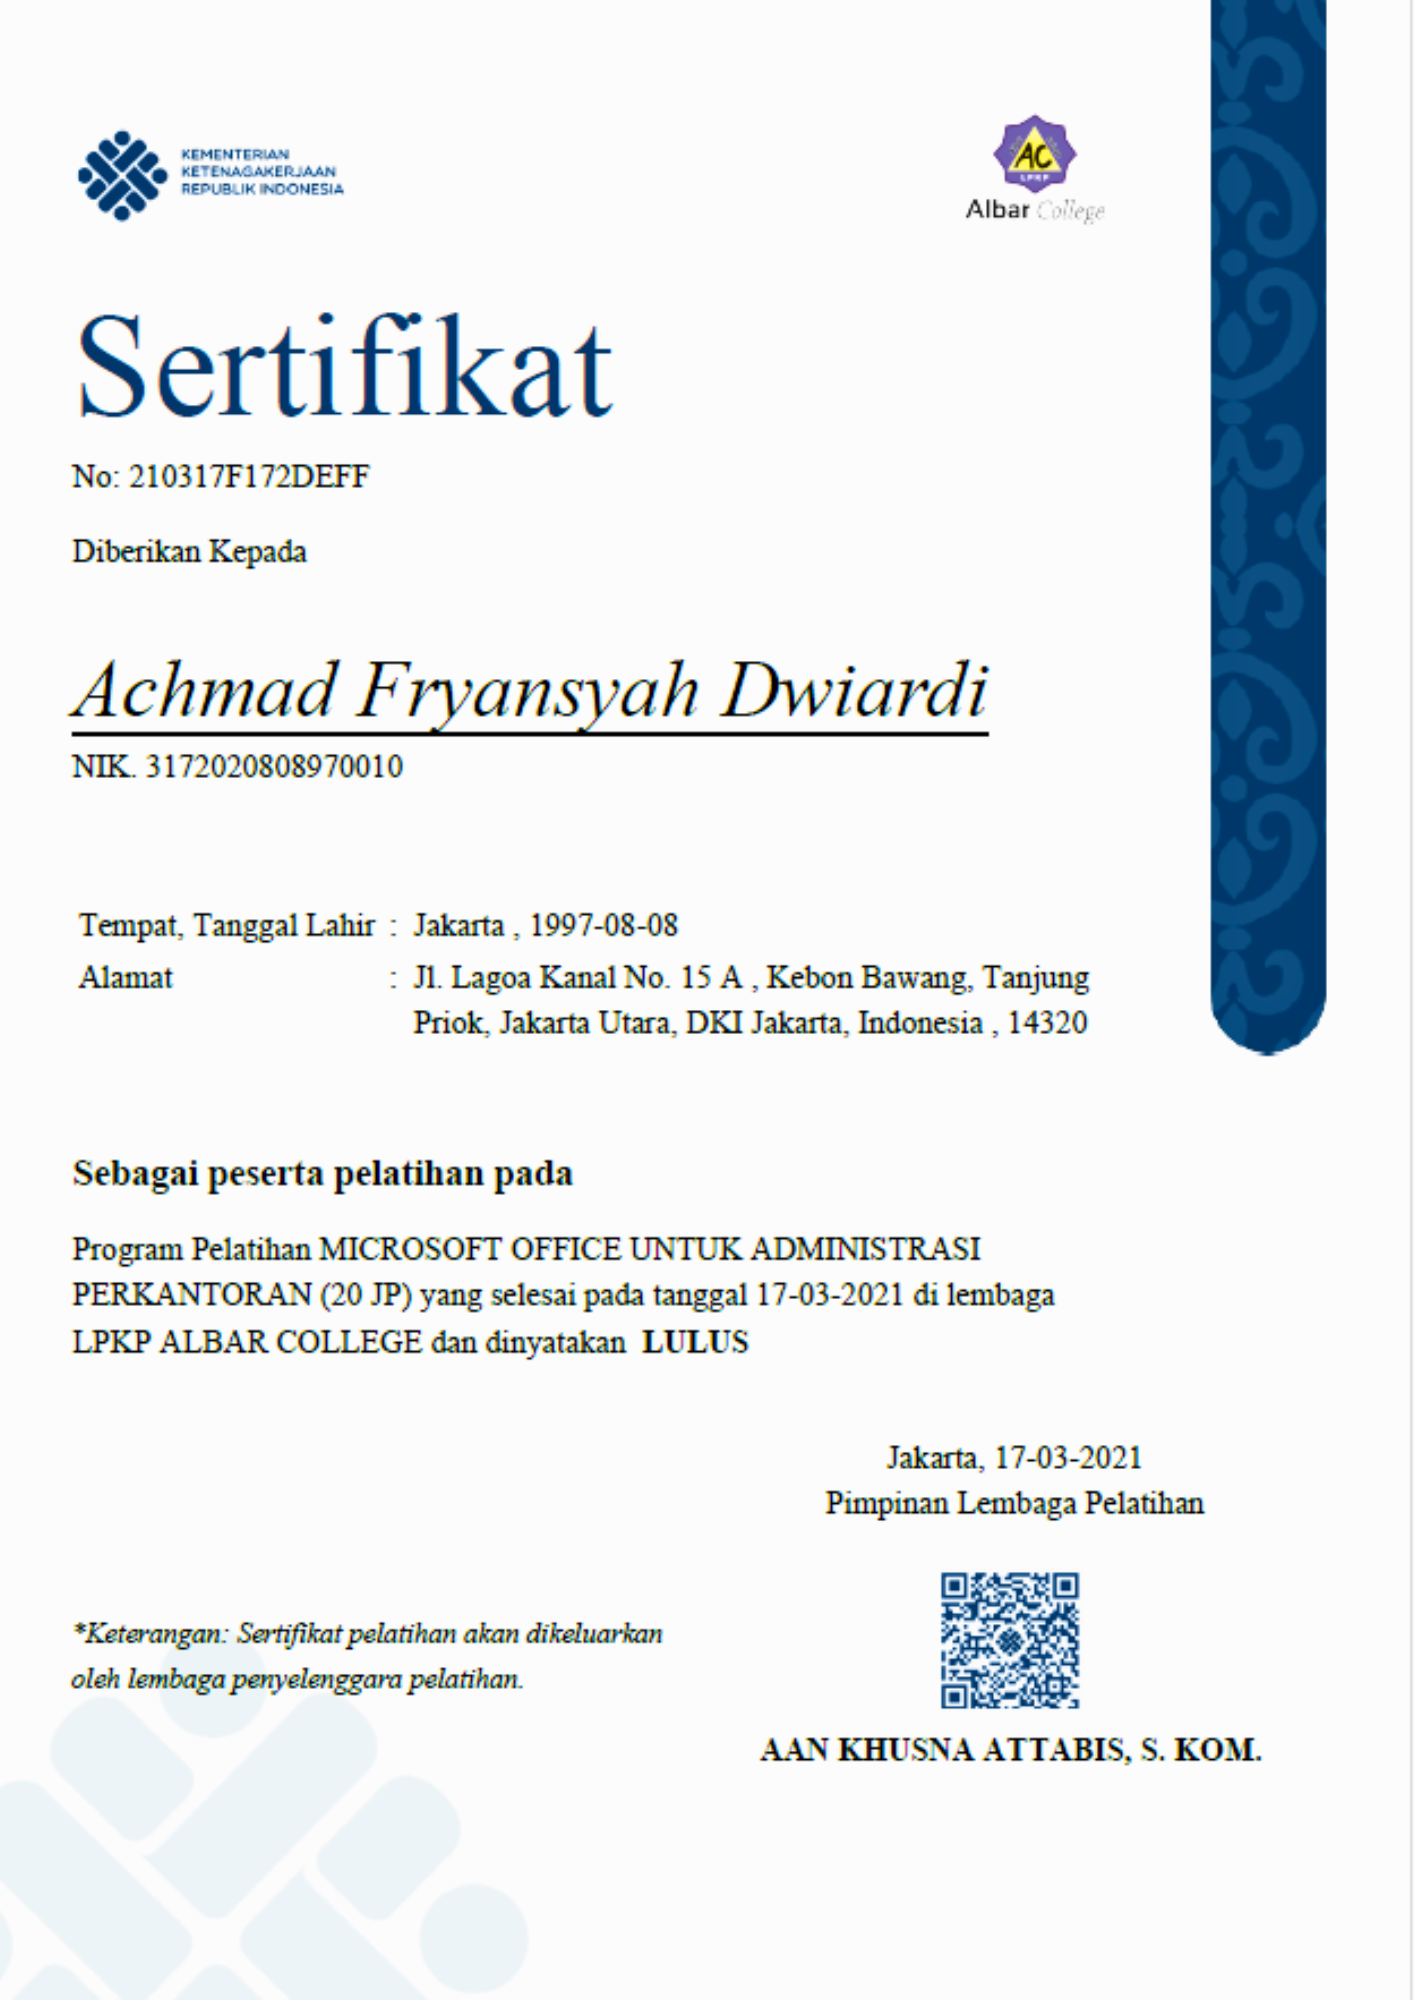 KEMENTERIAN
KETENAGAKERJAAN
REPUBLIK INDONESIA
AC
LPKP
Albar College
Sertifikat
No: 210317F172DEFF
Diberikan Kepada
Achmad Fryansyah Dwiardi
NIK. 3172020808970010
Tempat, Tanggal Lahir : Jakarta , 1997-08-08
Alamat : Jl. Lagoa Kanal No. 15 A , Kebon Bawang, Tanjung
Priok, Jakarta Utara, DKI Jakarta, Indonesia , 14320
Sebagai peserta pelatihan pada
Program Pelatihan MICROSOFT OFFICE UNTUK ADMINISTRASI
PERKANTORAN (20 JP) yang selesai pada tanggal 17-03-2021 di lembaga
LPKP ALBAR COLLEGE dan dinyatakan LULUS
Jakarta, 17-03-2021
Pimpinan Lembaga Pelatihan
*Keterangan: Sertifikat pelatihan akan dikeluarkan
oleh lembaga penyelenggara pelatihan.
AAN KHUSNA ATTABIS, S. KOM.